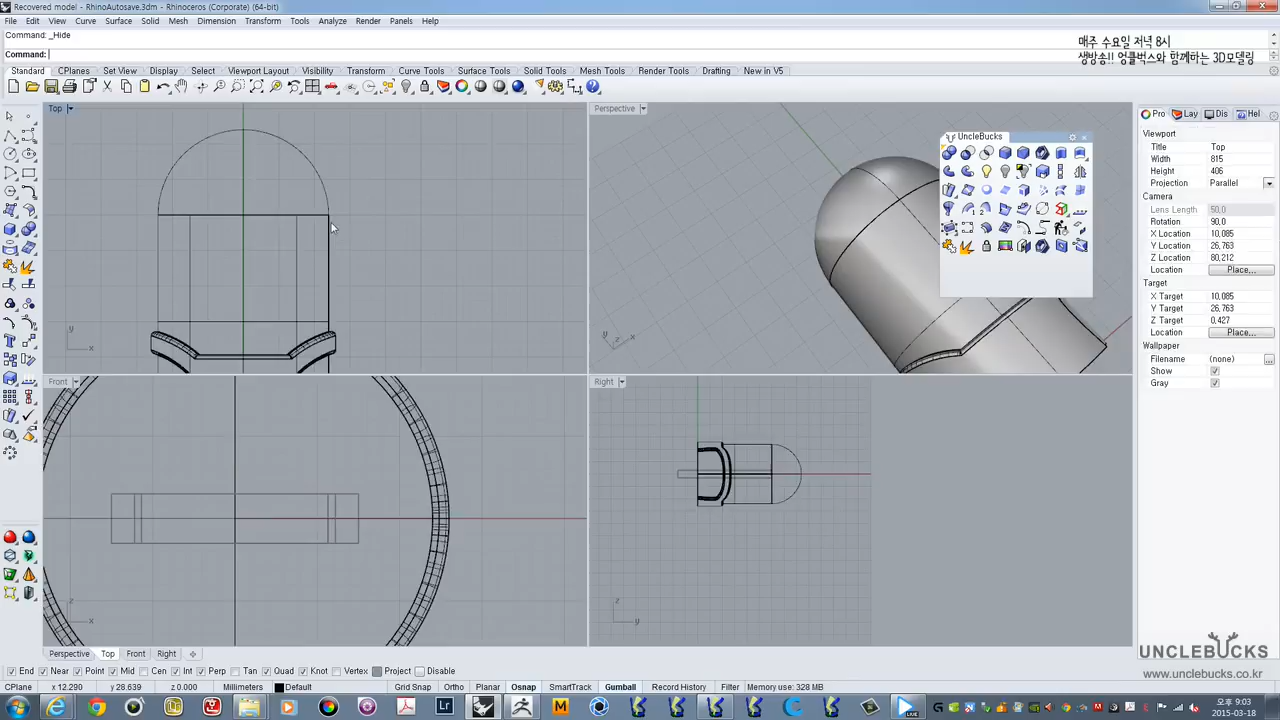 Recovered model - RhinoAutosave.3dm - Rhinoceros (Corporate) (64-bit)
File Edit View Curve Surface Solid Mesh Dimension Transform Tools Analyze Render Panels Help
Command: _Hide
Command:
매주 수요일 저녁 8시
생방송!! 엉클벅스와 함께하는 3D모델링
Standard CPlanes Set View Display Select Viewport Layout Visibility Transform Curve Tools Surface Tools Solid Tools Mesh Tools Render Tools Drafting New in V5
Top
Perspective
UncleBucks
Front
Right
y
x
z
y
x
z
x
z
y
Pro Lay Dis Hel
Viewport
Title Top
Width 815
Height 406
Projection Parallel
Camera
Lens Length 50,0
Rotation 90,0
X Location 10,085
Y Location 26,763
Z Location 80,212
Location Place...
Target
X Target 10,085
Y Target 26,763
Z Target 0,427
Location Place...
Wallpaper
Filename (none) ...
Show
Gray
Perspective Top Front Right
End Near Point Mid Cen Int Perp Tan Quad Knot Vertex Project Disable
CPlane x 12.290 y 26.639 z 0.000 Millimeters Default Grid Snap Ortho Planar Osnap SmartTrack Gumball Record History Filter Memory use: 328 MB
UNCLEBUCKS
www.unclebucks.co.kr
Lr
M
LIVE
오후 9:03
2015-03-18